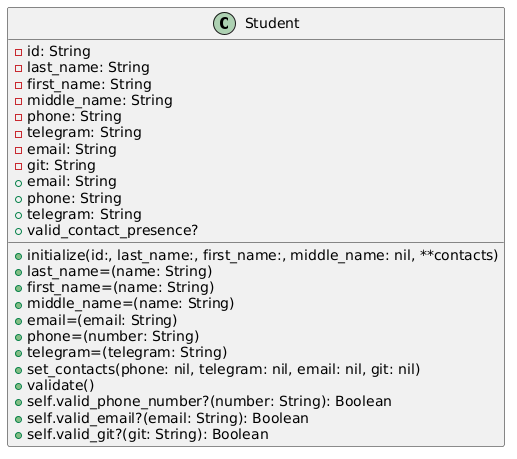 C Student
id: String
last_name: String
first_name: String
middle_name: String
phone: String
telegram: String
email: String
git: String
email: String
phone: String
telegram: String
valid_contact_presence?
initialize(id:, last_name:, first_name:, middle_name: nil, **contacts)
last_name=(name: String)
first_name=(name: String)
middle_name=(name: String)
email=(email: String)
phone=(number: String)
telegram=(telegram: String)
set_contacts(phone: nil, telegram: nil, email: nil, git: nil)
validate()
self.valid_phone_number?(number: String): Boolean
self.valid_email?(email: String): Boolean
self.valid_git?(git: String): Boolean